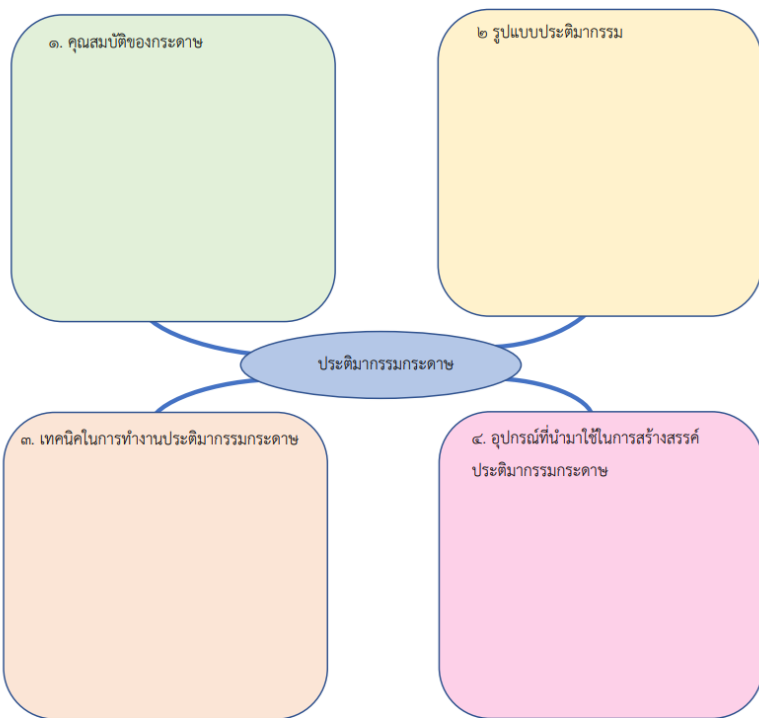 ๑. คุณสมบัติของกระดาษ
๒ รูปแบบประติมากรรม
ประติมากรรมกระดาษ
๓. เทคนิคในการทำงานประติมากรรมกระดาษ
๔. อุปกรณ์ที่นำมาใช้ในการสร้างสรรค์
ประติมากรรมกระดาษ